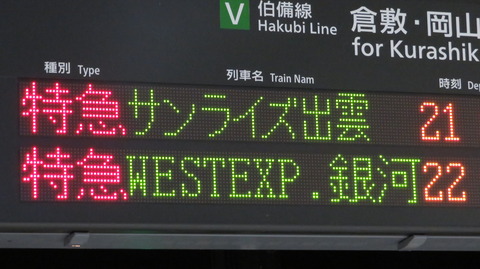 V 伯備線 倉敷・岡山
Hakubi Line for Kurashik
種別 Type 列車名 Train Nam 時刻 De
特急 サンライズ出雲 21
特急 WESTEXP.銀河 22